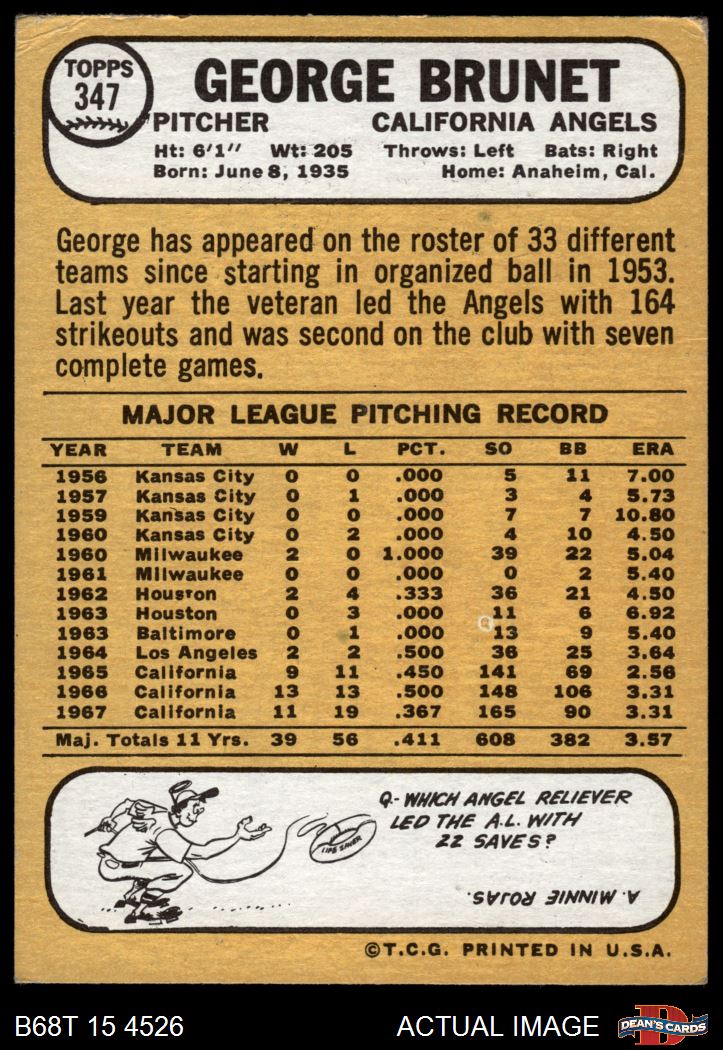 TOPPS
347
GEORGE BRUNET
PITCHER CALIFORNIA ANGELS
Ht: 6'1" Wt: 205 Throws: Left Bats: Right
Born: June 8, 1935 Home: Anaheim, Cal.
George has appeared on the roster of 33 different
teams since starting in organized ball in 1953.
Last year the veteran led the Angels with 164
strikeouts and was second on the club with seven
complete games.
MAJOR LEAGUE PITCHING RECORD
YEAR TEAM W L PCT. SO BB ERA
1956 Kansas City 0 0 .000 5 11 7.00
1957 Kansas City 0 1 .000 3 4 5.73
1959 Kansas City 0 0 .000 7 7 10.80
1960 Kansas City 0 2 .000 4 10 4.50
1960 Milwaukee 2 0 1.000 39 22 5.04
1961 Milwaukee 0 0 .000 0 2 5.40
1962 Houston 2 4 .333 36 21 4.50
1963 Houston 0 3 .000 11 6 6.92
1963 Baltimore 0 1 .000 13 9 5.40
1964 Los Angeles 2 2 .500 36 25 3.64
1965 California 9 11 .450 141 69 2.56
1966 California 13 13 .500 148 106 3.31
1967 California 11 19 .367 165 90 3.31
Maj. Totals 11 Yrs. 39 56 .411 608 382 3.57
LIFE SAVER
Q- WHICH ANGEL RELIEVER
LED THE A.L. WITH
22 SAVES?
A. MINNIE ROJAS.
©T.C.G. PRINTED IN U.S.A.
B68T 15 4526 ACTUAL IMAGE
D
DEAN'S CARDS